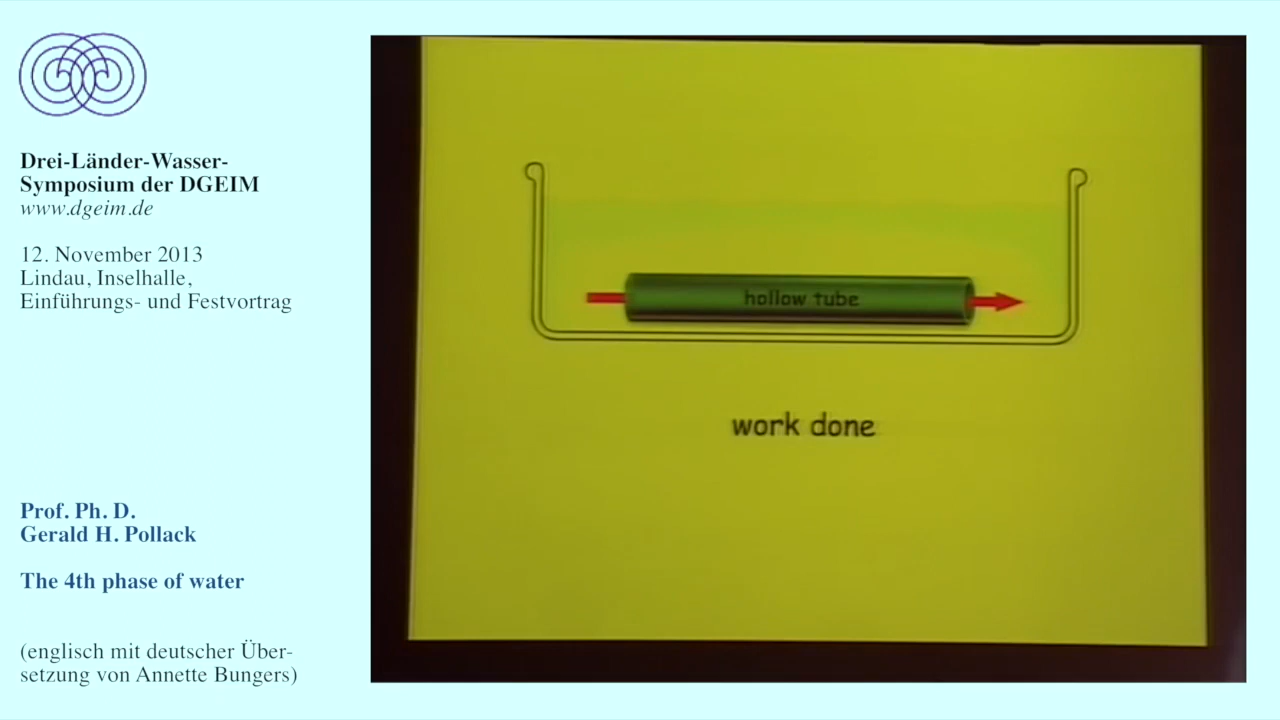 Drei-Länder-Wasser-
Symposium der DGEIM
www.dgeim.de
12. November 2013
Lindau, Inselhalle,
Einführungs- und Festvortrag
Prof. Ph. D.
Gerald H. Pollack
The 4th phase of water
(englisch mit deutscher Über-
setzung von Annette Bungers)
hollow tube
work done